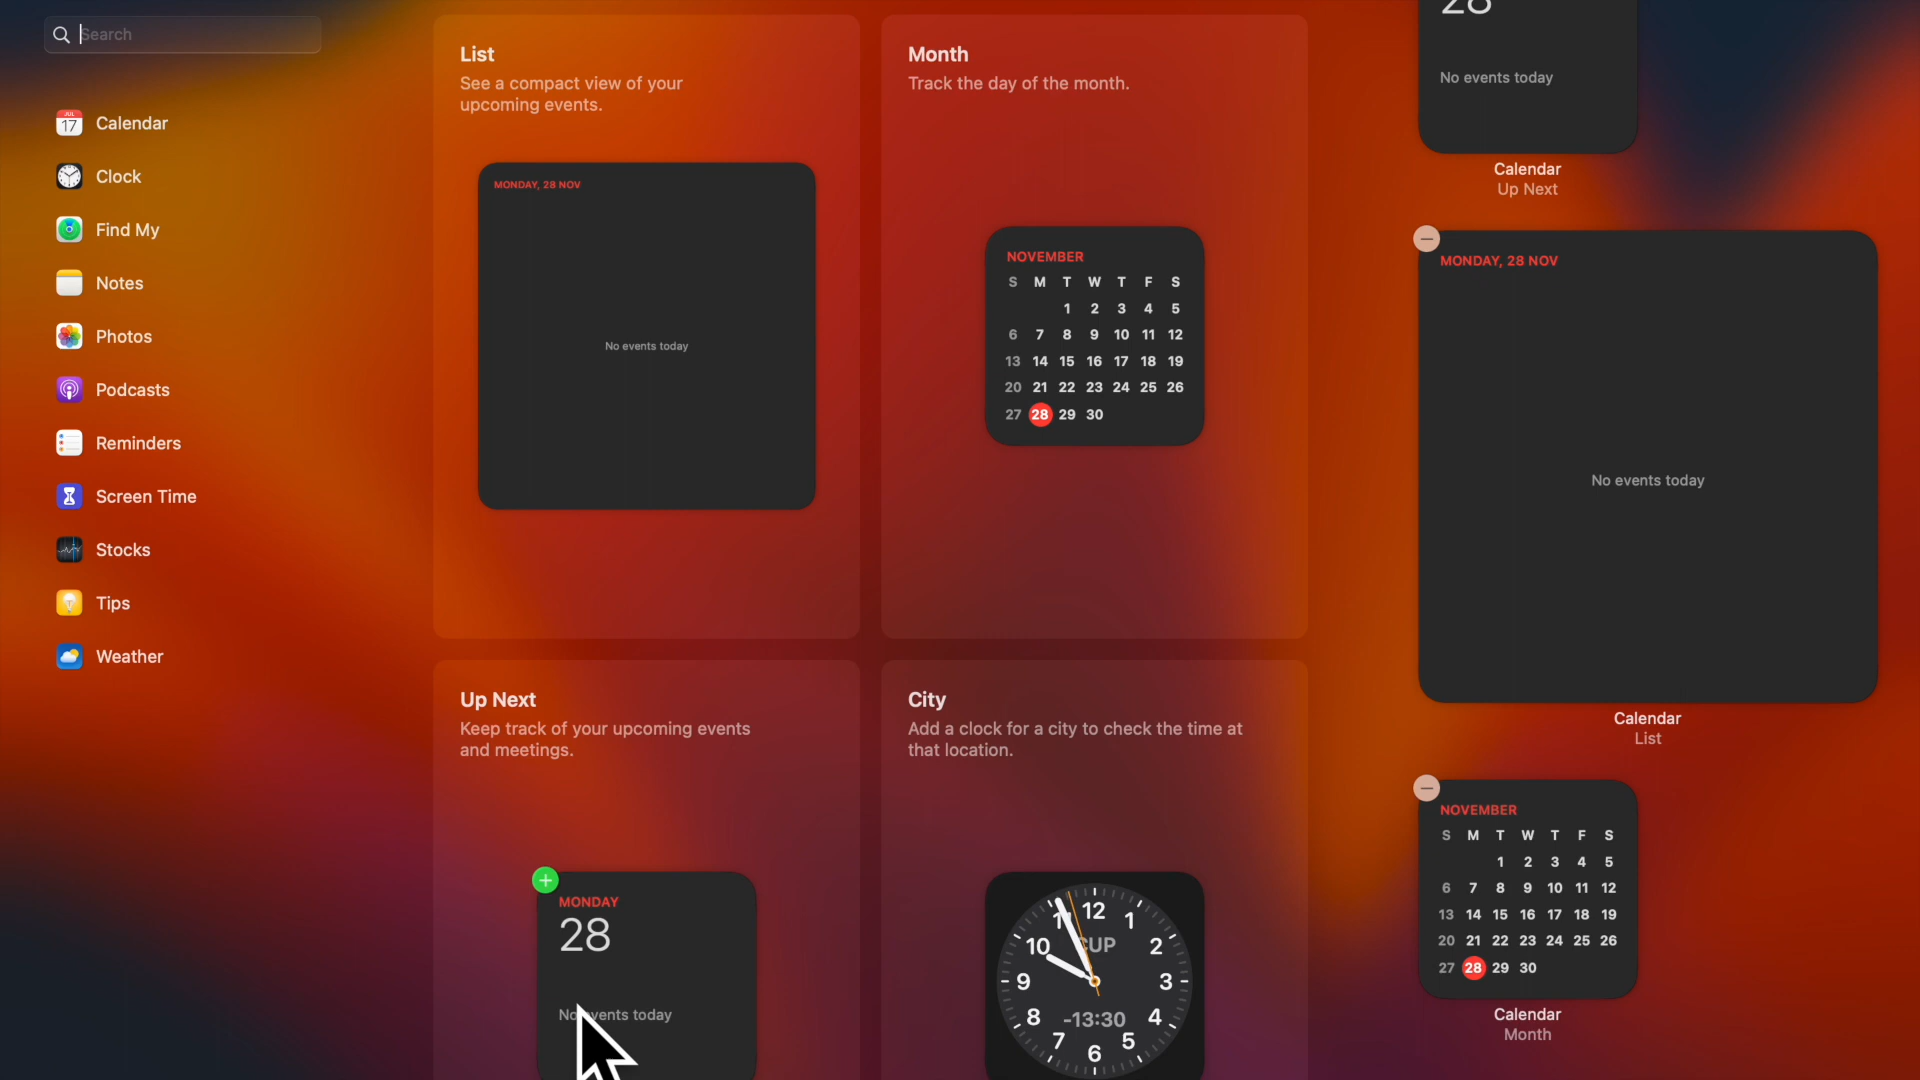 Search
JUL
17
Calendar
Clock
Find My
Notes
Photos
Podcasts
Reminders
Screen Time
Stocks
Tips
Weather
List
See a compact view of your
upcoming events.
MONDAY, 28 NOV
No events today
Month
Track the day of the month.
NOVEMBER
S M T W T F S
1 2 3 4 5
6 7 8 9 10 11 12
13 14 15 16 17 18 19
20 21 22 23 24 25 26
27 28 29 30
Up Next
Keep track of your upcoming events
and meetings.
MONDAY
28
No events today
City
Add a clock for a city to check the time at
that location.
12
11 1
10 CUP 2
9 3
8 -13:30 4
7 5
6
28
No events today
Calendar
Up Next
MONDAY, 28 NOV
No events today
Calendar
List
NOVEMBER
S M T W T F S
1 2 3 4 5
6 7 8 9 10 11 12
13 14 15 16 17 18 19
20 21 22 23 24 25 26
27 28 29 30
Calendar
Month